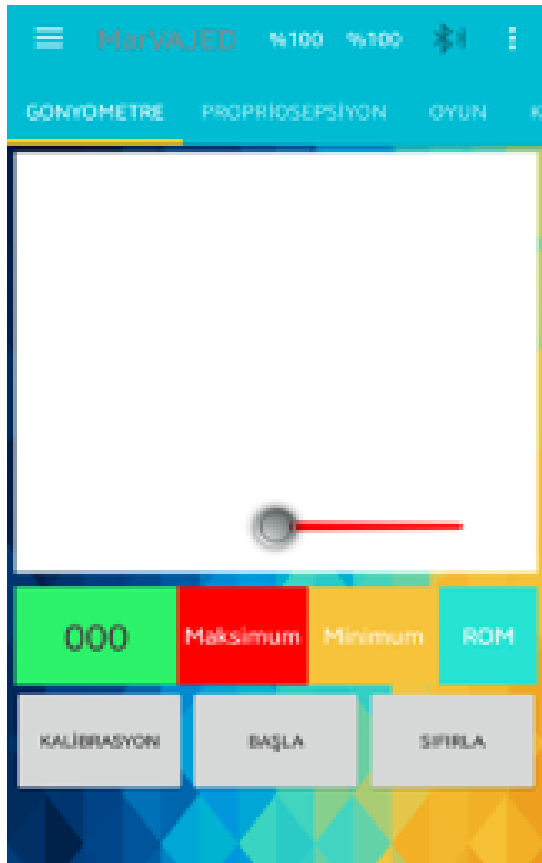 MarVAJED %100 %100
GONYOMETRE PROPRİOSEPSİYON OYUN K
000 Maksimum Minimum ROM
KALİBRASYON BAŞLA SIFIRLA